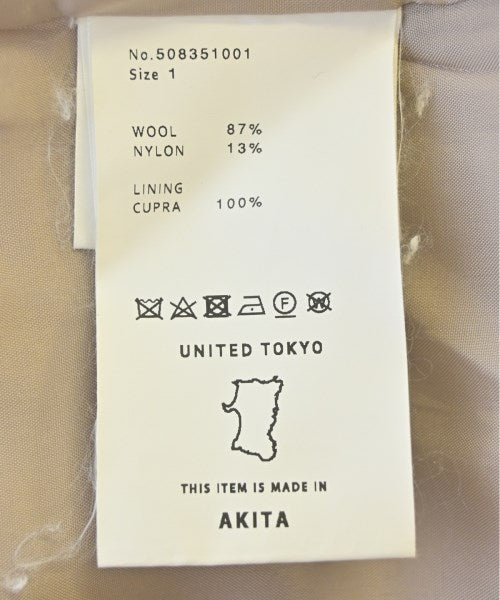 No.508351001
Size 1
WOOL 87%
NYLON 13%
LINING
CUPRA 100%
F W
UNITED TOKYO
THIS ITEM IS MADE IN
AKITA